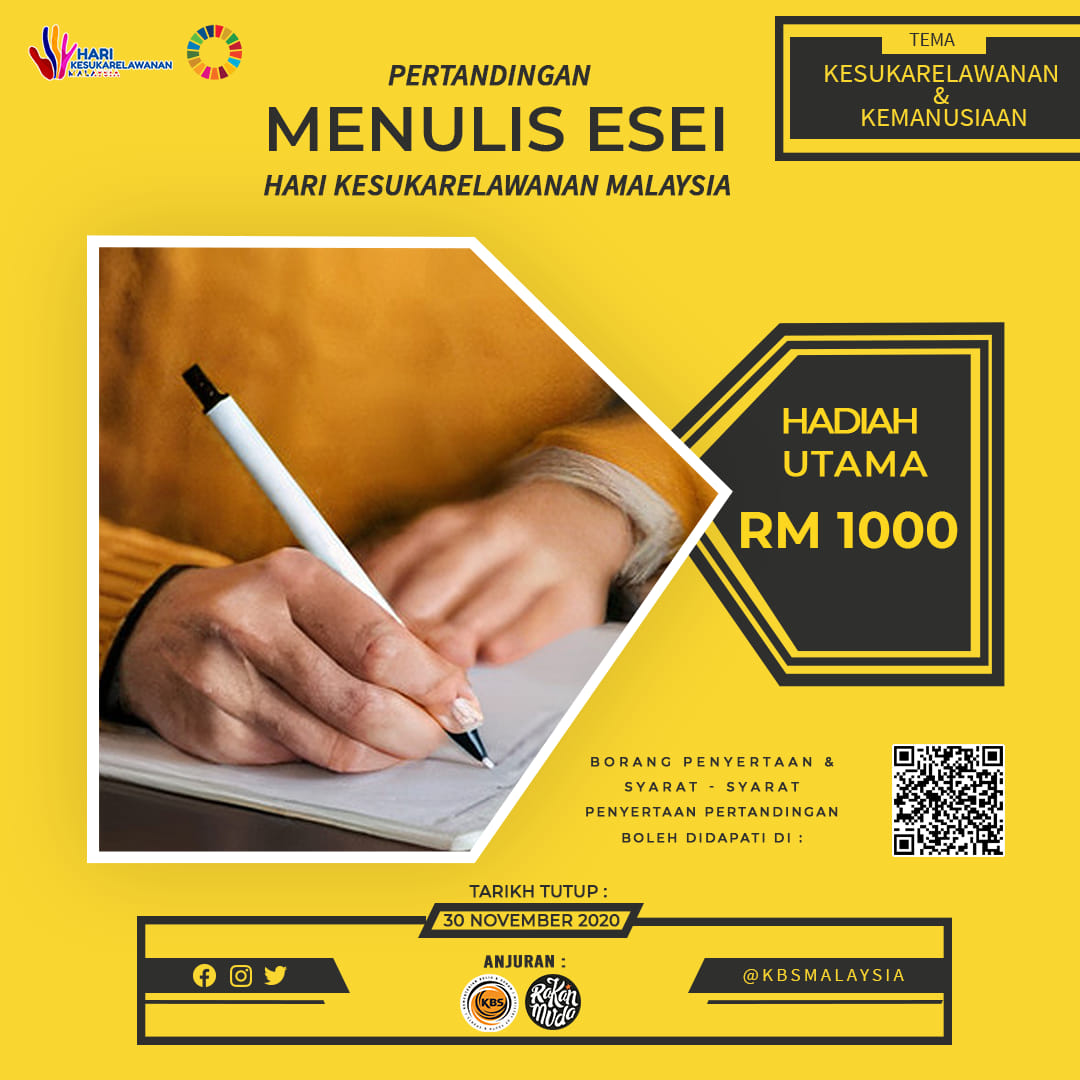 HARI
KESUKARELAWANAN
MALAYSIA
PERTANDINGAN
MENULIS ESEI
HARI KESUKARELAWANAN MALAYSIA
TEMA
KESUKARELAWANAN
&
KEMANUSIAAN
HADIAH
UTAMA
RM 1000
BORANG PENYERTAAN &
SYARAT - SYARAT
PENYERTAAN PERTANDINGAN
BOLEH DIDAPATI DI :
TARIKH TUTUP :
30 NOVEMBER 2020
ANJURAN :
KBS
Rakan
Muda
@KBSMALAYSIA